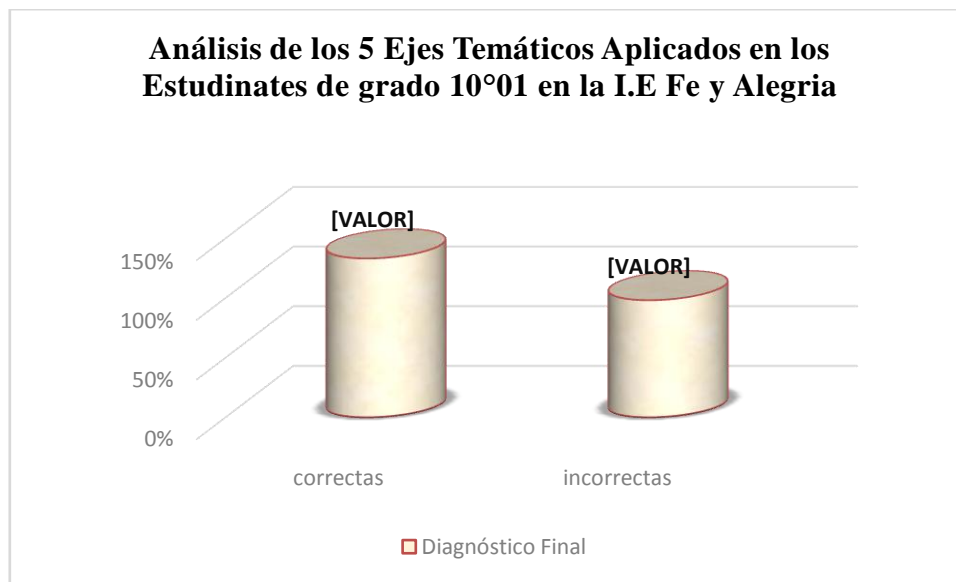 Análisis de los 5 Ejes Temáticos Aplicados en los
Estudinates de grado 10°01 en la I.E Fe y Alegria
[VALOR]
[VALOR]
150%
100%
50%
0%
correctas
incorrectas
Diagnóstico Final